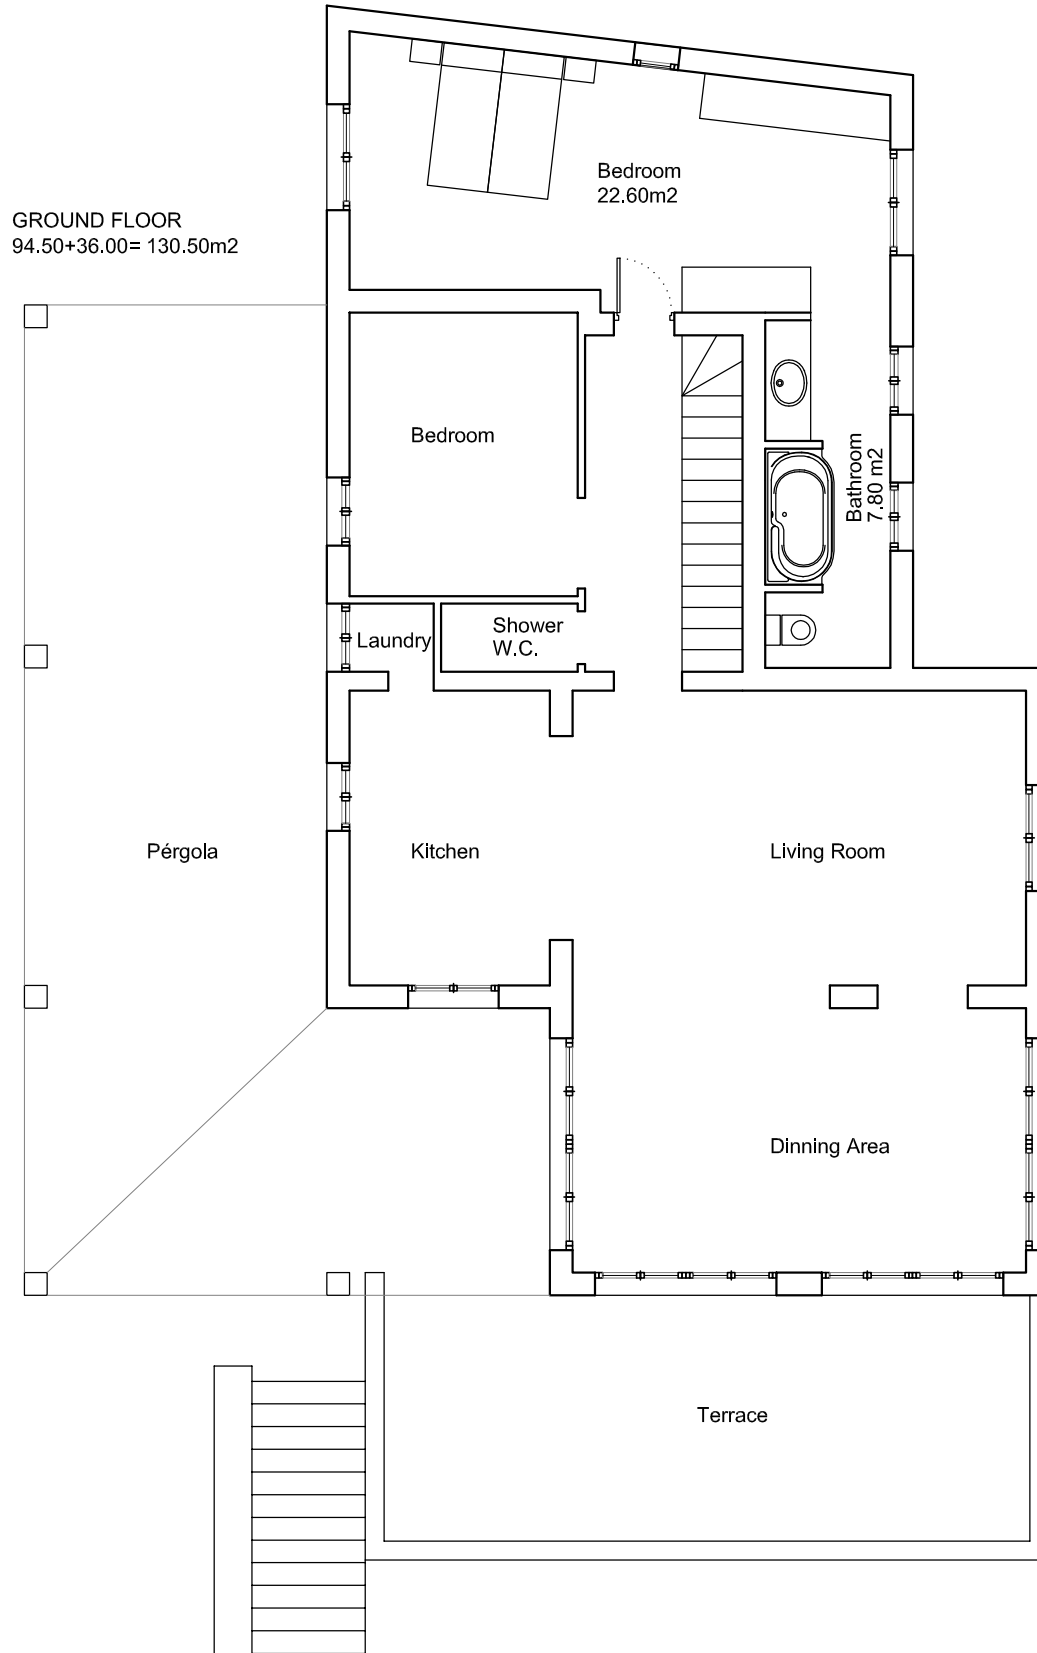 Bedroom
22.60m2
GROUND FLOOR
94.50+36.00= 130.50m2
Bedroom
Bathroom
7.80 m2
Laundry
Shower
W.C.
Pérgola
Kitchen
Living Room
Dinning Area
Terrace